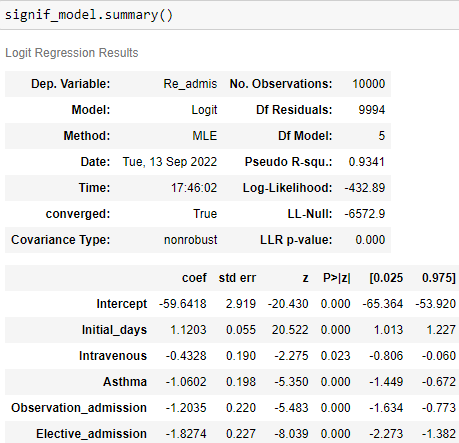 signif_model.summary()
Logit Regression Results
Dep. Variable: Re_admis No. Observations: 10000
Model: Logit Df Residuals: 9994
Method: MLE Df Model: 5
Date: Tue, 13 Sep 2022 Pseudo R-squ.: 0.9341
Time: 17:46:02 Log-Likelihood: -432.89
converged: True LL-Null: -6572.9
Covariance Type: nonrobust LLR p-value: 0.000
coef std err z P>|z| [0.025 0.975]
Intercept -59.6418 2.919 -20.430 0.000 -65.364 -53.920
Initial_days 1.1203 0.055 20.522 0.000 1.013 1.227
Intravenous -0.4328 0.190 -2.275 0.023 -0.806 -0.060
Asthma -1.0602 0.198 -5.350 0.000 -1.449 -0.672
Observation_admission -1.2035 0.220 -5.483 0.000 -1.634 -0.773
Elective_admission -1.8274 0.227 -8.039 0.000 -2.273 -1.382